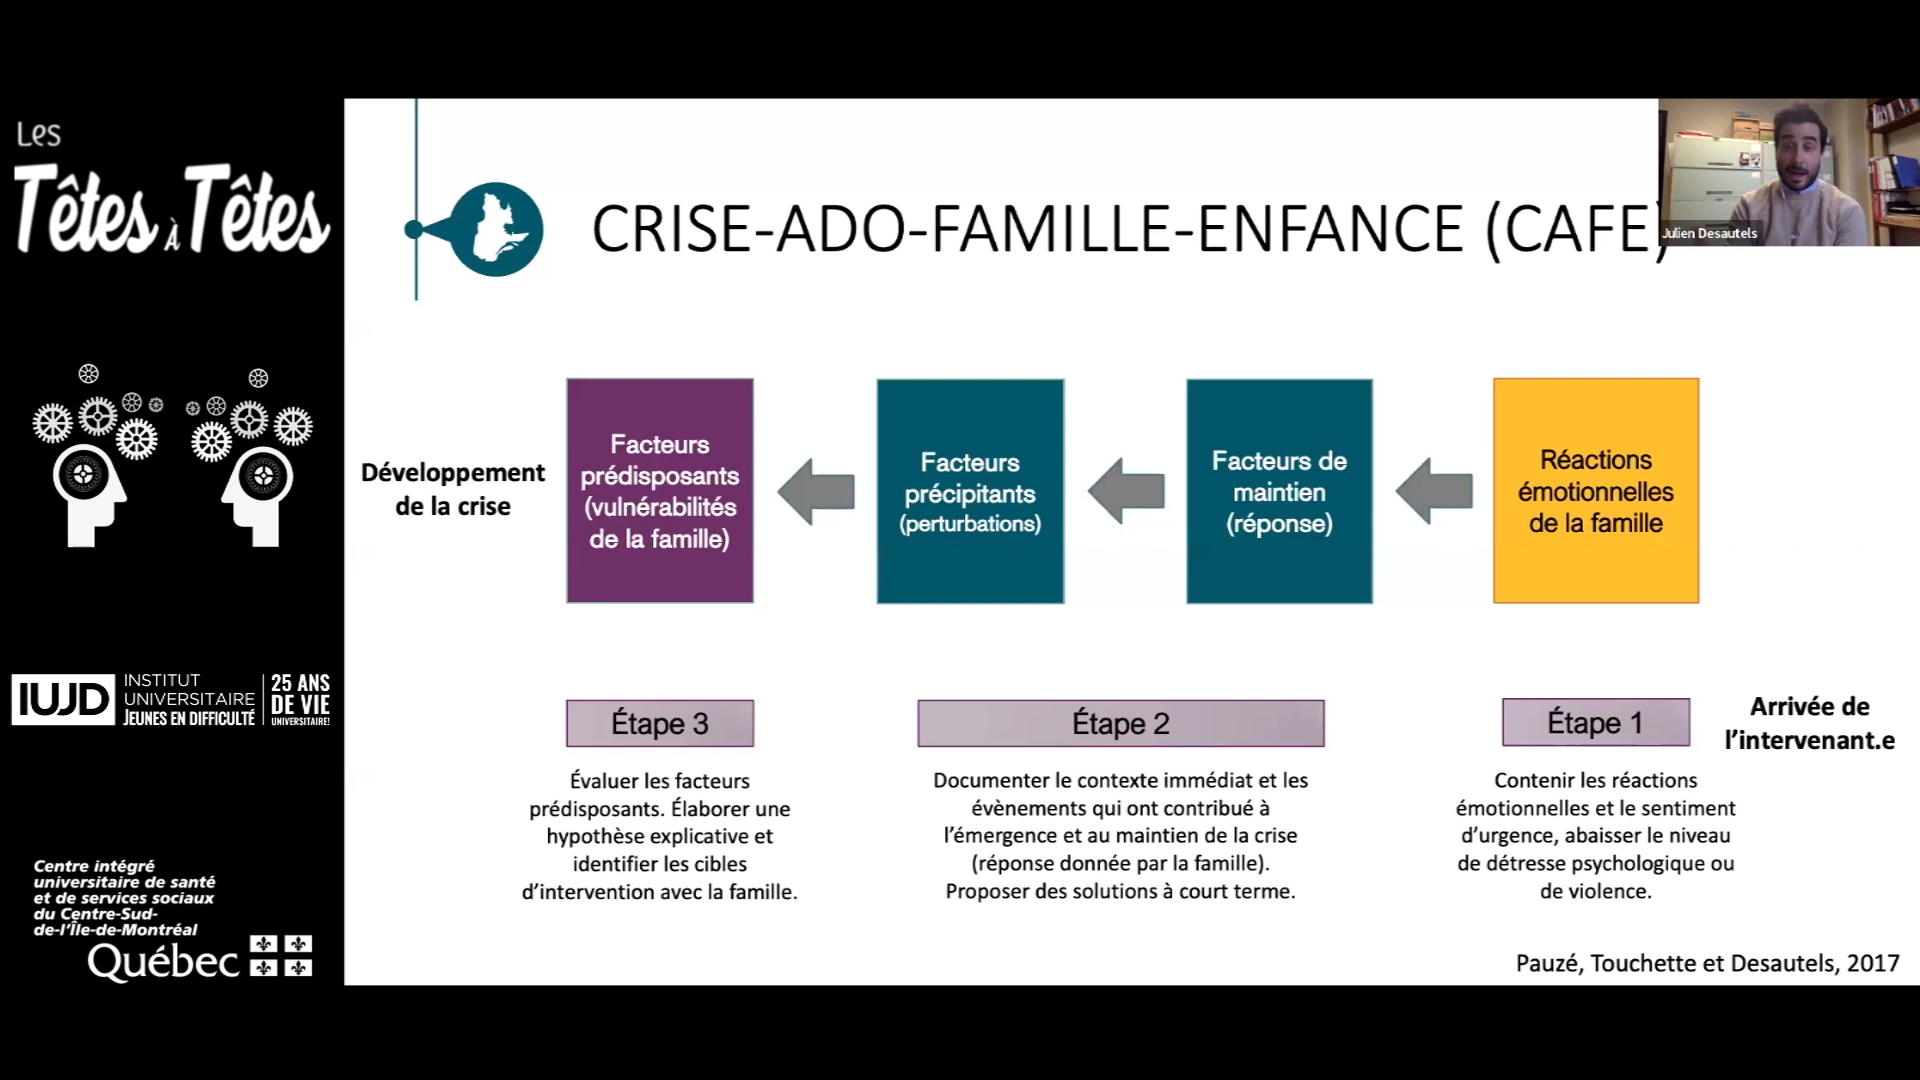 Les
Têtes à Têtes
INSTITUT
UNIVERSITAIRE
JEUNES EN DIFFICULTÉ
IUJD
25 ANS
DE VIE
UNIVERSITAIRE!
Centre intégré
universitaire de santé
et de services sociaux
du Centre-Sud-
de-l'Île-de-Montréal
Québec
CRISE-ADO-FAMILLE-ENFANCE (CAFE)
Julien Desautels
Développement
de la crise
Facteurs
prédisposants
(vulnérabilités
de la famille)
Facteurs
précipitants
(perturbations)
Facteurs de
maintien
(réponse)
Réactions
émotionnelles
de la famille
Étape 3
Évaluer les facteurs
prédisposants. Élaborer une
hypothèse explicative et
identifier les cibles
d'intervention avec la famille.
Étape 2
Documenter le contexte immédiat et les
évènements qui ont contribué à
l'émergence et au maintien de la crise
(réponse donnée par la famille).
Proposer des solutions à court terme.
Étape 1
Contenir les réactions
émotionnelles et le sentiment
d'urgence, abaisser le niveau
de détresse psychologique ou
de violence.
Arrivée de
l'intervenant.e
Pauzé, Touchette et Desautels, 2017